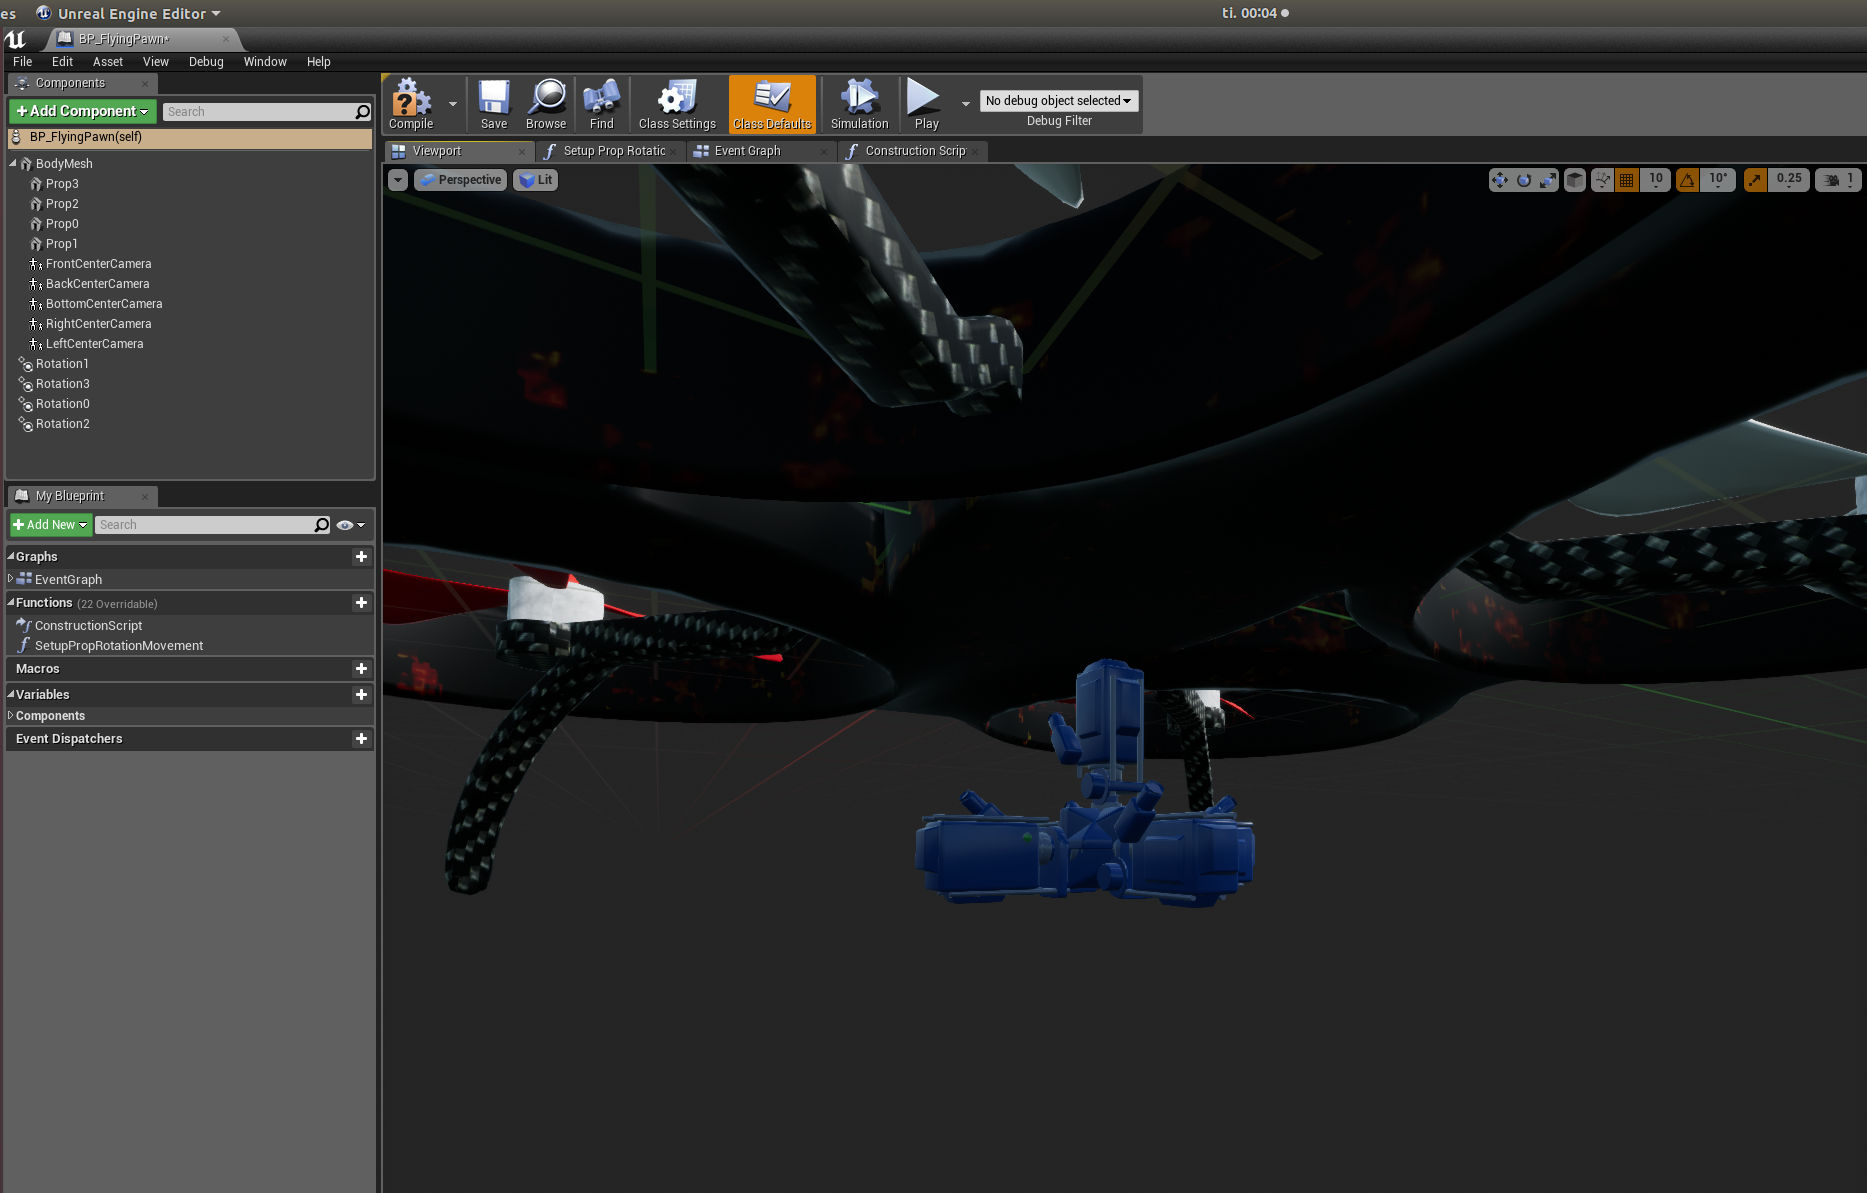 es Unreal Engine Editor ti. 00:04
BP_FlyingPawn*
File Edit Asset View Debug Window Help
Components
Add Component Search
BP_FlyingPawn(self)
BodyMesh
Prop3
Prop2
Prop0
Prop1
FrontCenterCamera
BackCenterCamera
BottomCenterCamera
RightCenterCamera
LeftCenterCamera
Rotation1
Rotation3
Rotation0
Rotation2
My Blueprint
Add New Search
Graphs
EventGraph
Functions (22 Overridable)
ConstructionScript
SetupPropRotationMovement
Macros
Variables
Components
Event Dispatchers
Compile Save Browse Find Class Settings Class Defaults Simulation Play
No debug object selected
Debug Filter
Viewport Setup Prop Rotatic Event Graph Construction Scrip
Perspective Lit 10 10° 0.25 1